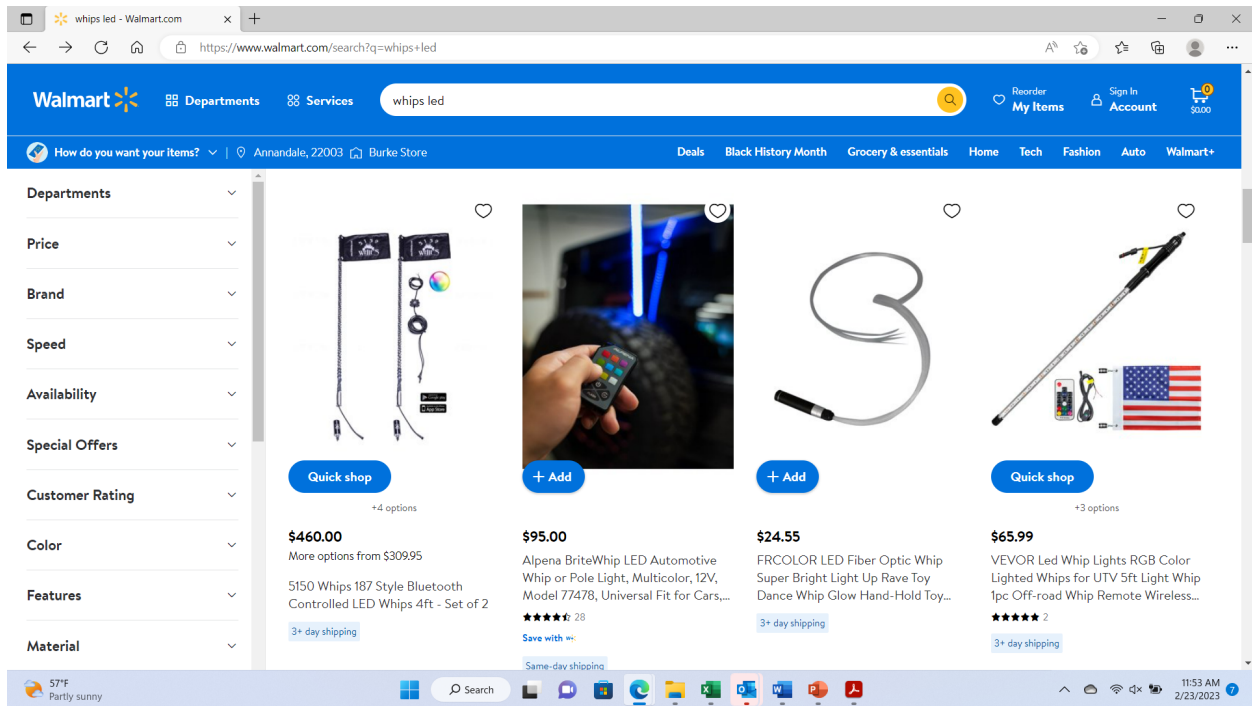 whips led - Walmart.com
https://www.walmart.com/search?q=whips+led
Walmart
Departments
Services
whips led
Reorder
My Items
Sign In
Account
0
$0.00
How do you want your items? | Annandale, 22003 Burke Store
Deals Black History Month Grocery & essentials Home Tech Fashion Auto Walmart+
Departments
Price
Brand
Speed
Availability
Special Offers
Customer Rating
Color
Features
Material
5150
WHIPS
5150
WHIPS
Google play
App Store
Quick shop
+4 options
$460.00
More options from $309.95
5150 Whips 187 Style Bluetooth
Controlled LED Whips 4ft - Set of 2
3+ day shipping
+ Add
$95.00
Alpena BriteWhip LED Automotive
Whip or Pole Light, Multicolor, 12V,
Model 77478, Universal Fit for Cars,...
28
Save with W+
Same-day shipping
+ Add
$24.55
FRCOLOR LED Fiber Optic Whip
Super Bright Light Up Rave Toy
Dance Whip Glow Hand-Hold Toy...
3+ day shipping
Quick shop
+3 options
$65.99
VEVOR Led Whip Lights RGB Color
Lighted Whips for UTV 5ft Light Whip
1pc Off-road Whip Remote Wireless...
2
3+ day shipping
57°F
Partly sunny
Search
11:53 AM
2/23/2023
7